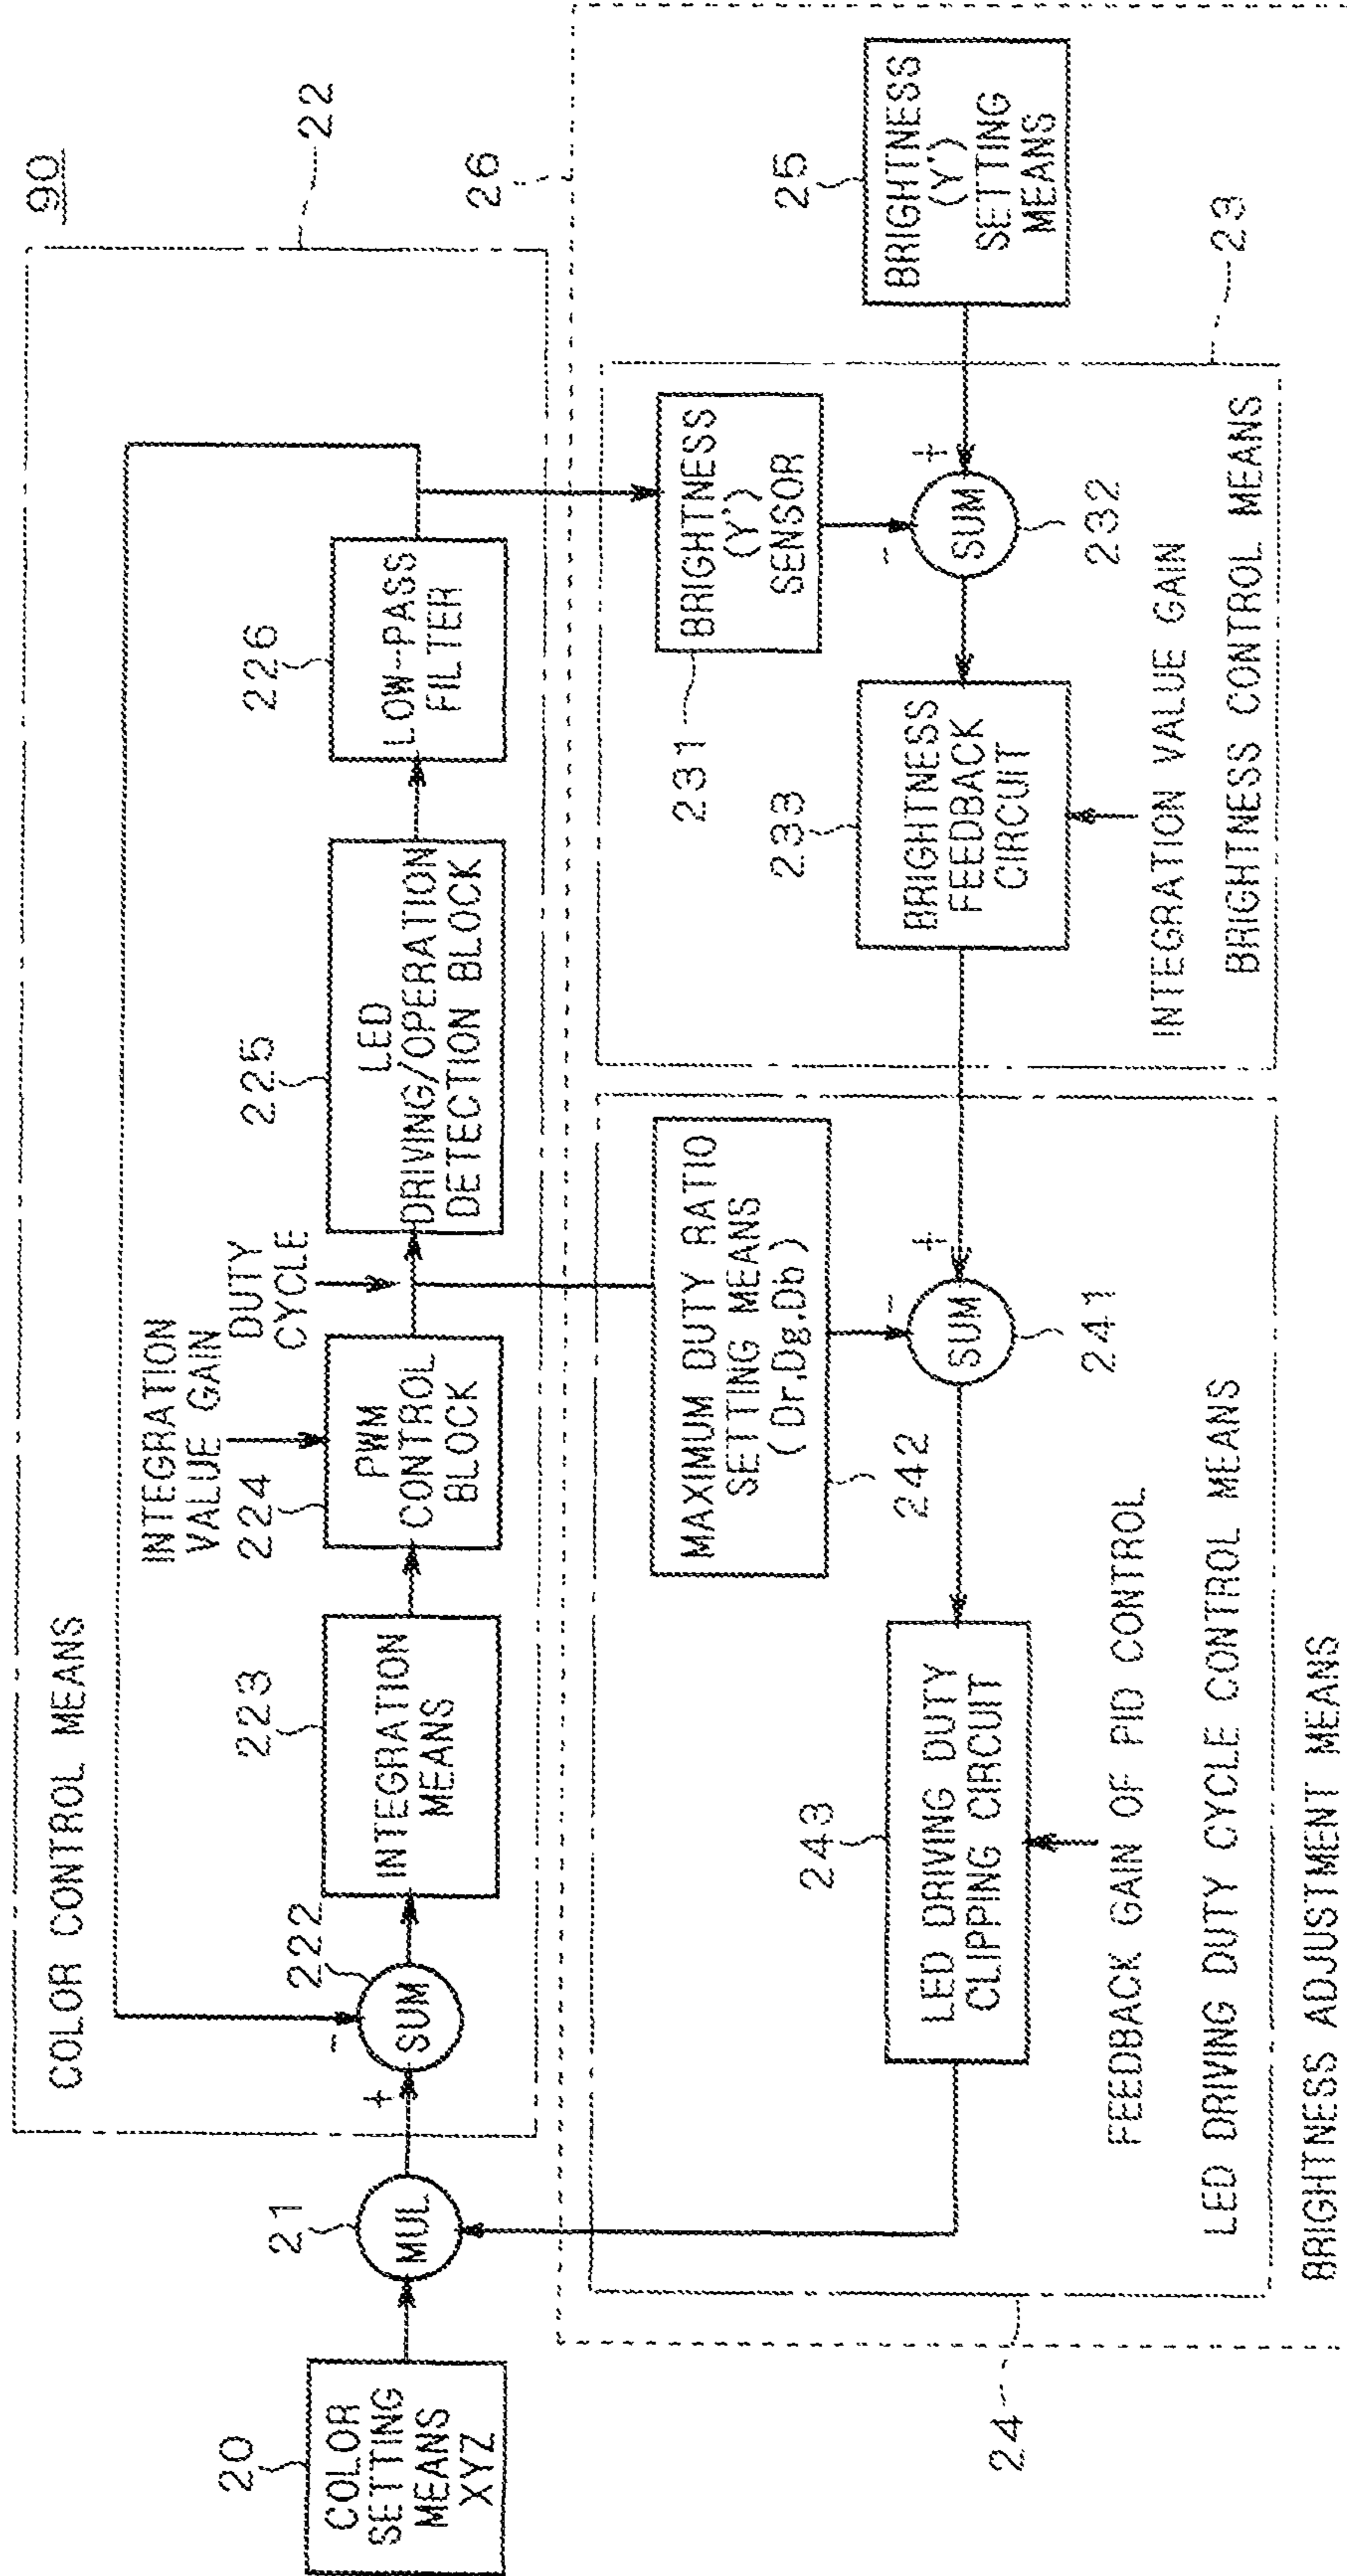 90
COLOR CONTROL MEANS
22
20
COLOR
SETTING
MEANS
XYZ
21
MUL
+
-
222
SUM
223
INTEGRATION
MEANS
INTEGRATION
VALUE GAIN
224
PWM
CONTROL
BLOCK
DUTY
CYCLE
225
LED
DRIVING/OPERATION
DETECTION BLOCK
226
LOW-PASS
FILTER
26
24
MAXIMUM DUTY RATIO
SETTING MEANS
(Dr.Dg.Db)
242
-
+
SUM
241
243
LED DRIVING DUTY
CLIPPING CIRCUIT
FEEDBACK GAIN OF PID CONTROL
LED DRIVING DUTY CYCLE CONTROL MEANS
231
BRIGHTNESS
(Y')
SENSOR
-
+
SUM
232
233
BRIGHTNESS
FEEDBACK
CIRCUIT
INTEGRATION VALUE GAIN
BRIGHTNESS CONTROL MEANS
23
25
BRIGHTNESS
(Y')
SETTING
MEANS
BRIGHTNESS ADJUSTMENT MEANS